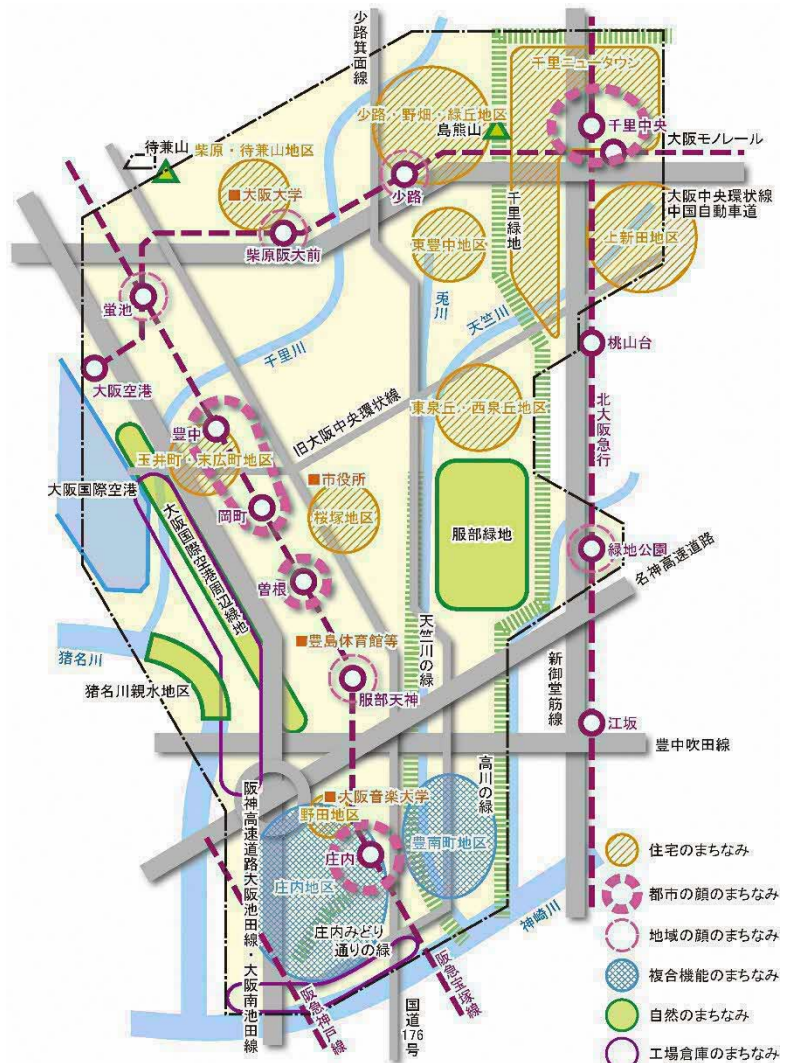 少路箕面線
千里ニュータウン
少路・野畑・緑丘地区
島熊山
千里中央
大阪モノレール
待兼山
柴原・待兼山地区
■大阪大学
少路
大阪中央環状線
中国自動車道
千里緑地
上新田地区
東豊中地区
柴原阪大前
蛍池
兎川
天竺川
千里川
桃山台
大阪空港
北大阪急行
旧大阪中央環状線
東泉丘・西泉丘地区
豊中
玉井町・末広町地区
■市役所
大阪国際空港
岡町
桜塚地区
服部緑地
大阪国際空港周辺緑地
緑地公園
名神高速道路
曽根
■豊島体育館等
天竺川の緑
猪名川
猪名川親水地区
服部天神
新御堂筋線
江坂
豊中吹田線
高川の緑
■大阪音楽大学
野田地区
豊南町地区
庄内
庄内地区
阪神高速道路大阪池田線・大阪南池田線
庄内みどり
通りの緑
神崎川
阪急宝塚線
阪急神戸線
国道
176
号
住宅のまちなみ
都市の顔のまちなみ
地域の顔のまちなみ
複合機能のまちなみ
自然のまちなみ
工場倉庫のまちなみ